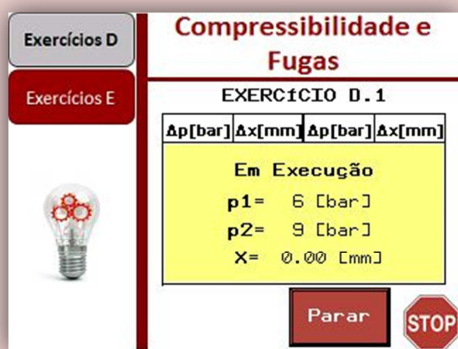 Exercícios D
Exercícios E
Compressibilidade e
Fugas
EXERCíCIO D.1
Δp[bar] Δx[mm] Δp[bar] Δx[mm]
Em Execução
p1= 6 [bar]
p2= 9 [bar]
X= 0.00 [mm]
Parar
STOP